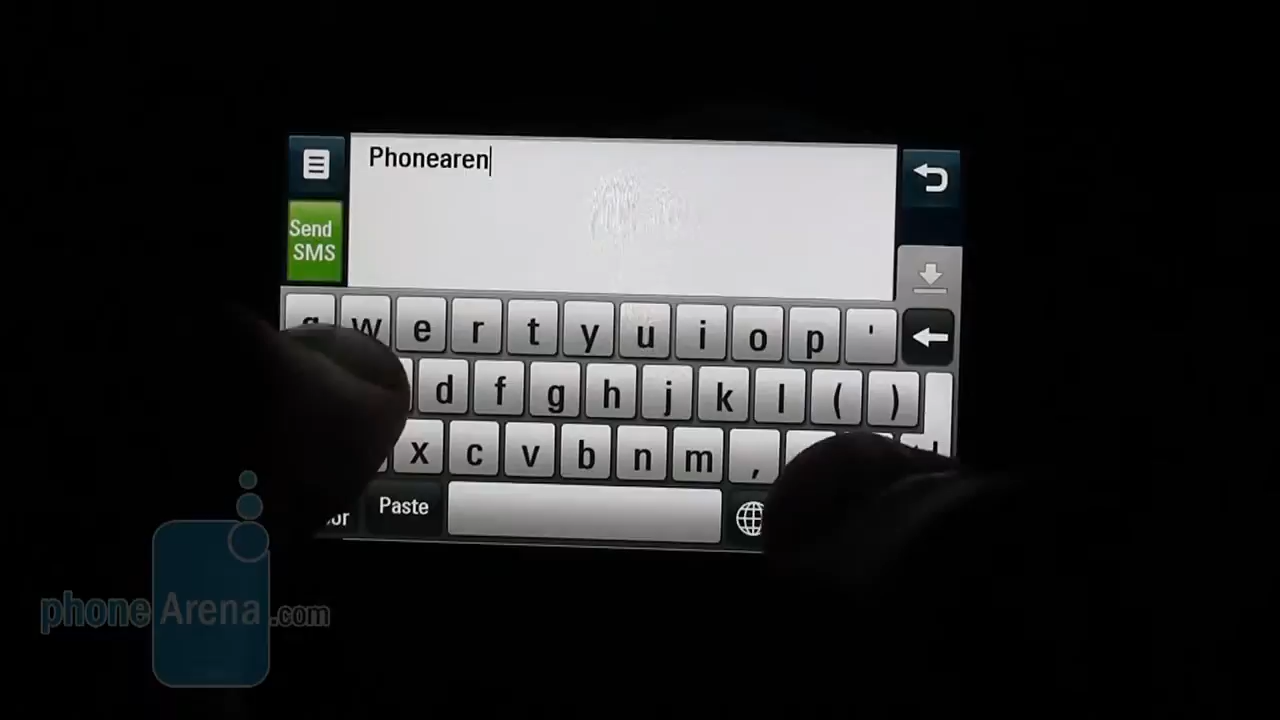 Phonearen
Send
SMS
q w e r t y u i o p '
d f g h j k l ( )
x c v b n m ,
Paste
phoneArena.com